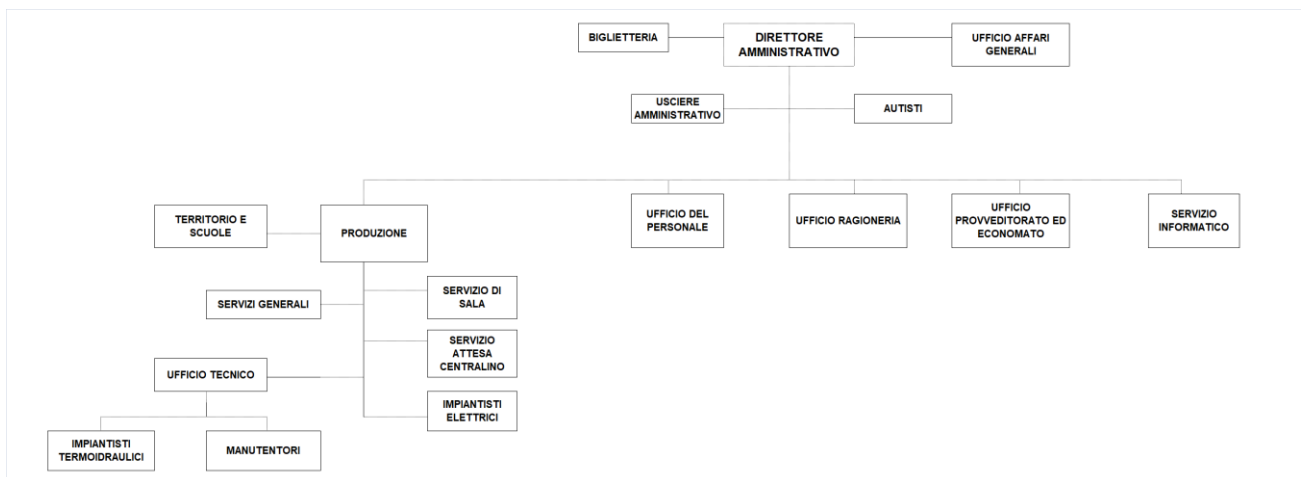 BIGLIETTERIA
DIRETTORE
AMMINISTRATIVO
UFFICIO AFFARI
GENERALI
USCIERE
AMMINISTRATIVO
AUTISTI
TERRITORIO E
SCUOLE
PRODUZIONE
UFFICIO DEL
PERSONALE
UFFICIO RAGIONERIA
UFFICIO
PROVVEDITORATO ED
ECONOMATO
SERVIZIO
INFORMATICO
SERVIZI GENERALI
SERVIZIO DI
SALA
SERVIZIO
ATTESA
CENTRALINO
UFFICIO TECNICO
IMPIANTISTI
ELETTRICI
IMPIANTISTI
TERMOIDRAULICI
MANUTENTORI